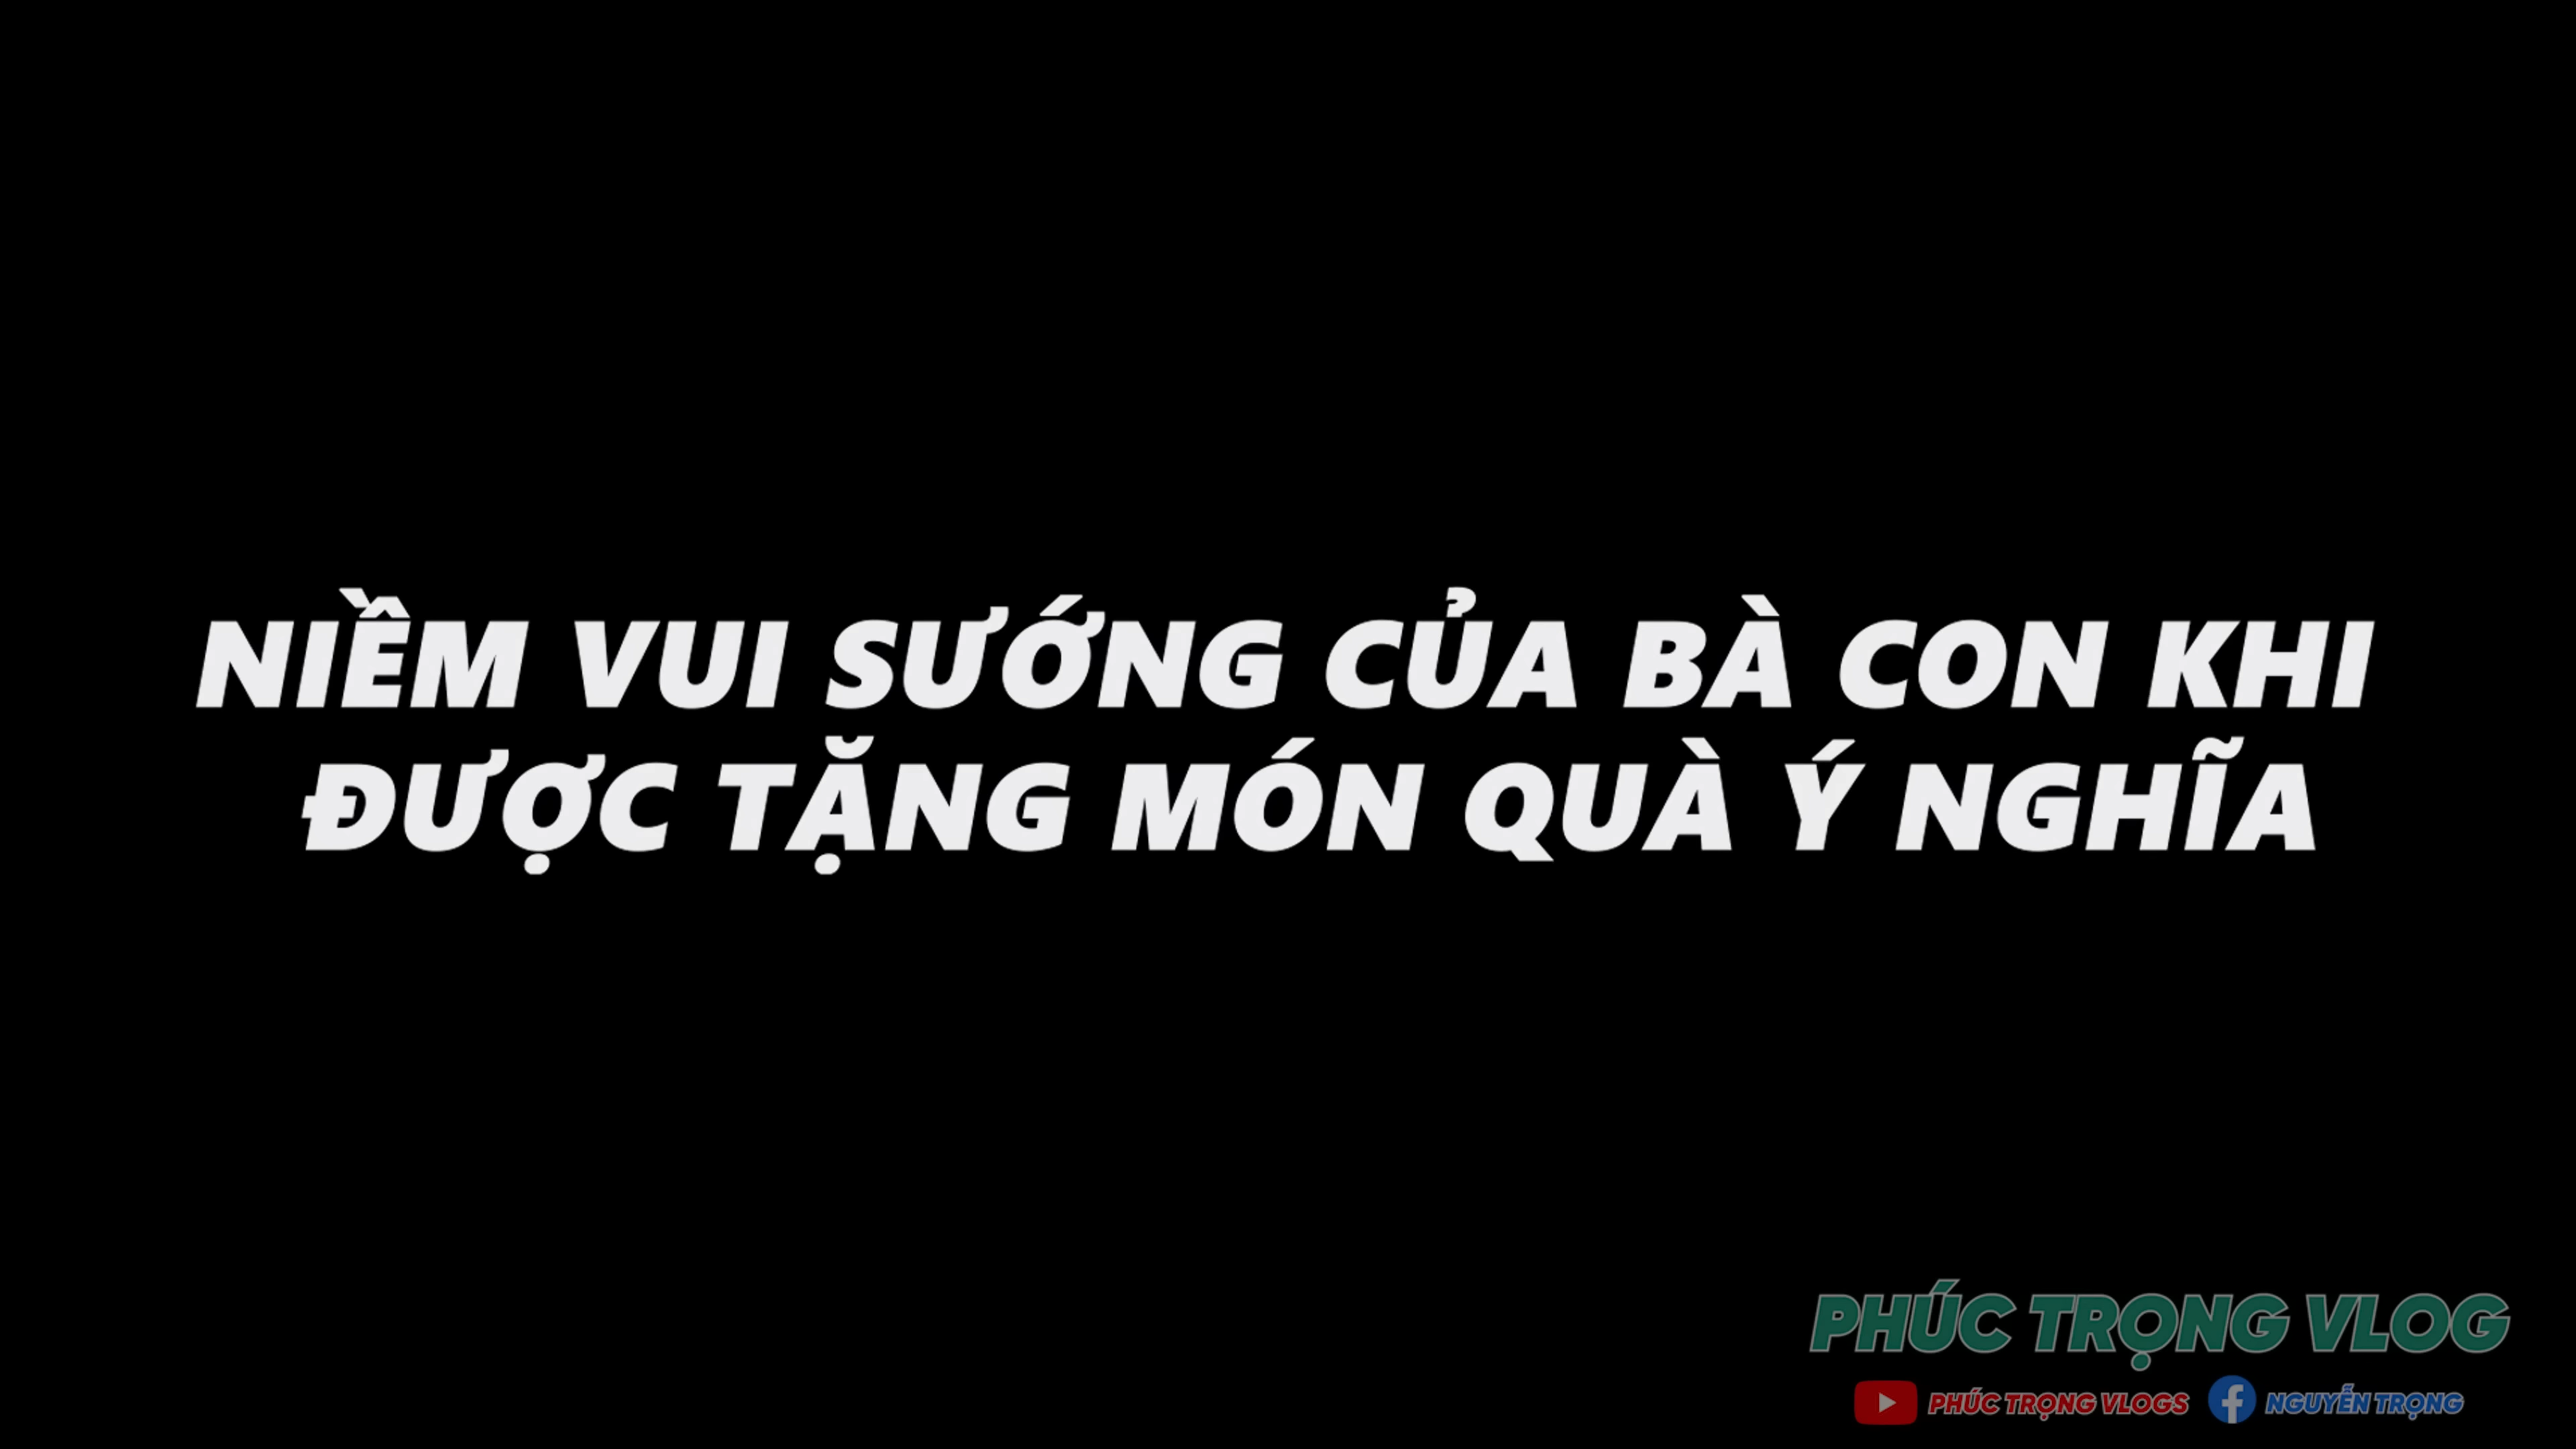 NIỀM VUI SƯỚNG CỦA BÀ CON KHI
ĐƯỢC TẶNG MÓN QUÀ Ý NGHĨA
PHÚC TRỌNG VLOG
PHÚC TRỌNG VLOGS NGUYỄN TRỌNG